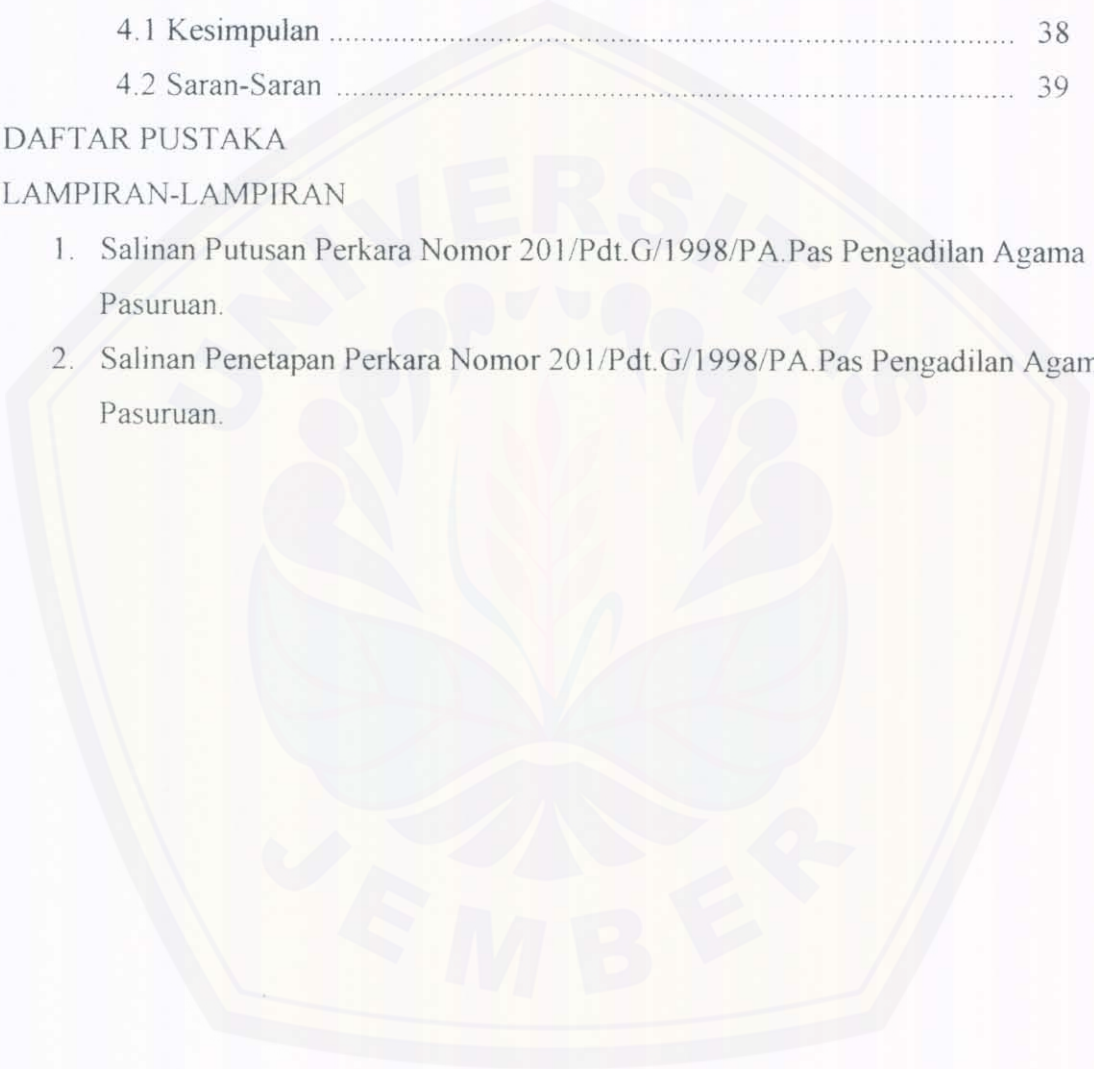 4.1 Kesimpulan ........................................................................................ 38
4.2 Saran-Saran ....................................................................................... 39
DAFTAR PUSTAKA
LAMPIRAN-LAMPIRAN
1. Salinan Putusan Perkara Nomor 201/Pdt.G/1998/PA.Pas Pengadilan Agama
Pasuruan.
2. Salinan Penetapan Perkara Nomor 201/Pdt.G/1998/PA.Pas Pengadilan Agam
Pasuruan.
UNIVERSITAS
JEMBER